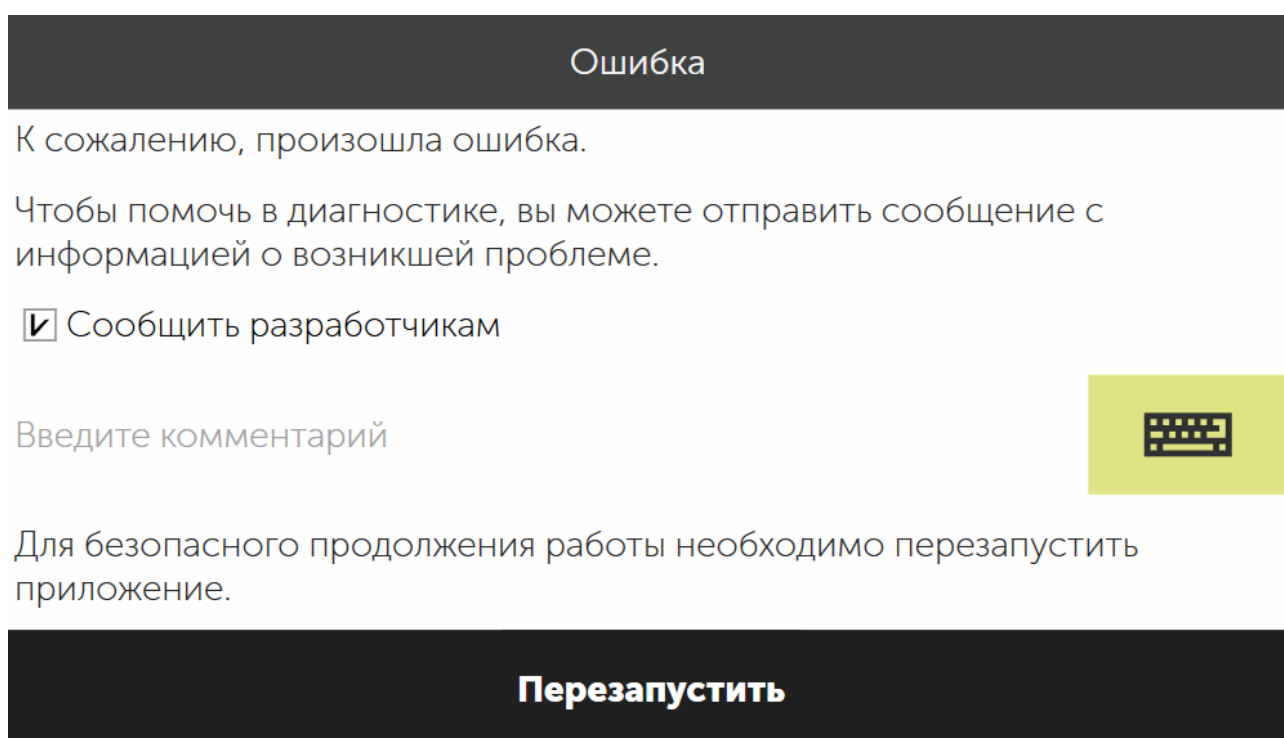 Ошибка
К сожалению, произошла ошибка.
Чтобы помочь в диагностике, вы можете отправить сообщение с
информацией о возникшей проблеме.
Сообщить разработчикам
Введите комментарий
Для безопасного продолжения работы необходимо перезапустить
приложение.
Перезапустить